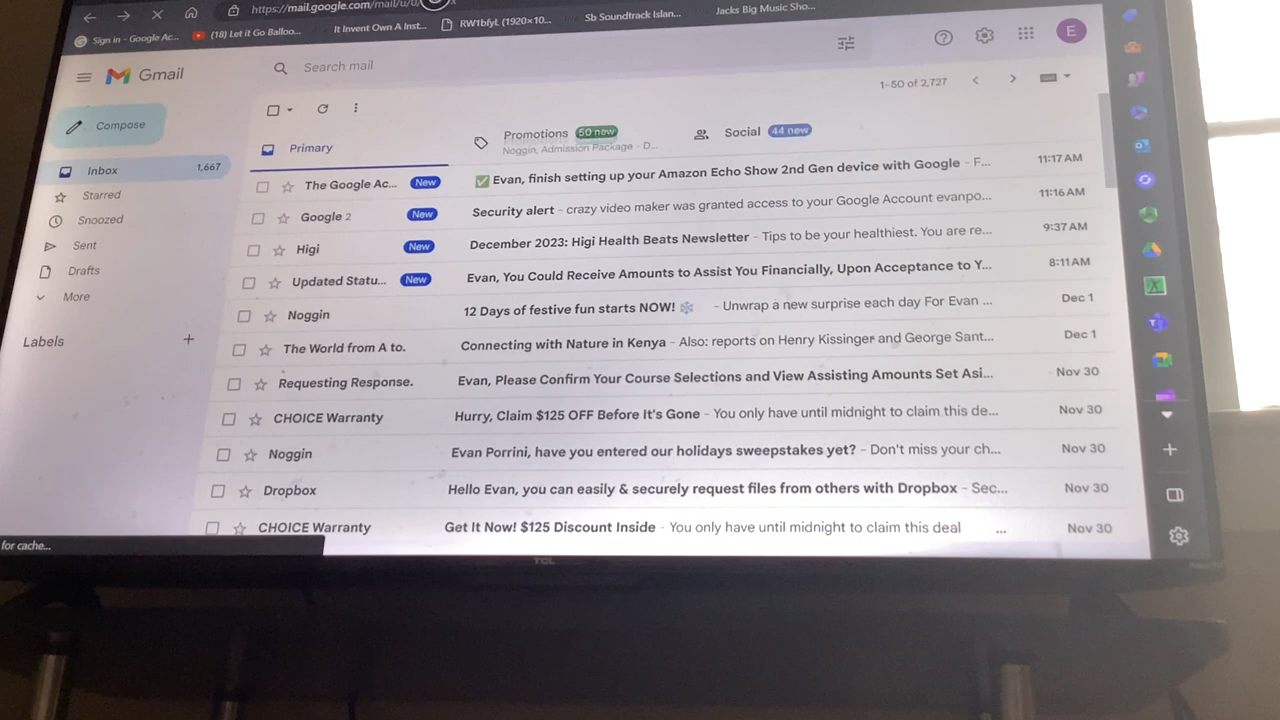 https://mail.google.com/mail/u/0/
Sign in - Google Ac... (18) Let it Go Balloo... It Invent Own A Inst... RW1bfyL (1920×10... Sb Soundtrack Islan... Jacks Big Music Sho...
Gmail
Search mail
E
Compose
1-50 of 2,727
Inbox 1,667
Starred
Snoozed
Sent
Drafts
More
Labels +
Primary
Promotions 50 new
Noggin, Admission Package - D...
Social 44 new
The Google Ac... New ✅ Evan, finish setting up your Amazon Echo Show 2nd Gen device with Google - F... 11:17 AM
Google 2 New Security alert - crazy video maker was granted access to your Google Account evanpo... 11:16 AM
Higi New December 2023: Higi Health Beats Newsletter - Tips to be your healthiest. You are re... 9:37 AM
Updated Statu... New Evan, You Could Receive Amounts to Assist You Financially, Upon Acceptance to Y... 8:11 AM
Noggin 12 Days of festive fun starts NOW! ❄️ - Unwrap a new surprise each day For Evan ... Dec 1
The World from A to. Connecting with Nature in Kenya - Also: reports on Henry Kissinger and George Sant... Dec 1
Requesting Response. Evan, Please Confirm Your Course Selections and View Assisting Amounts Set Asi... Nov 30
CHOICE Warranty Hurry, Claim $125 OFF Before It's Gone - You only have until midnight to claim this de... Nov 30
Noggin Evan Porrini, have you entered our holidays sweepstakes yet? - Don't miss your ch... Nov 30
Dropbox Hello Evan, you can easily & securely request files from others with Dropbox - Sec... Nov 30
CHOICE Warranty Get It Now! $125 Discount Inside - You only have until midnight to claim this deal ... Nov 30
for cache...
TCL